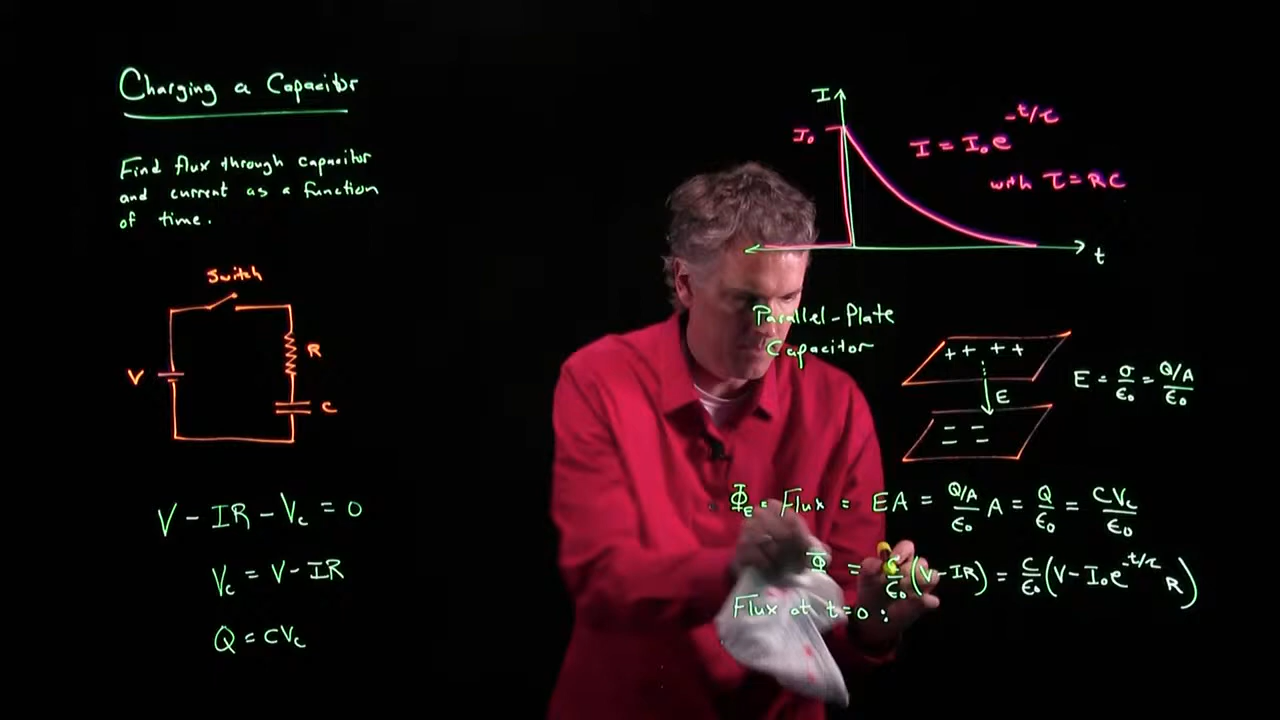 Charging a Capacitor
Find flux through capacitor
and current as a function
of time.
Switch
V
R
C
V - IR - Vc = 0
Vc = V - IR
Q = CVc
I
I₀
I = I₀e^(-t/τ)
with τ = RC
t
Parallel-Plate
Capacitor
+ + + +
E
- -
- -
E = σ/ε₀ = (Q/A)/ε₀
Φ_E = Flux = EA = (Q/A)/ε₀ A = Q/ε₀ = CVc/ε₀
Φ = C/ε₀ (V - IR) = C/ε₀ (V - I₀e^(-t/τ) R)
Flux at t=0 :